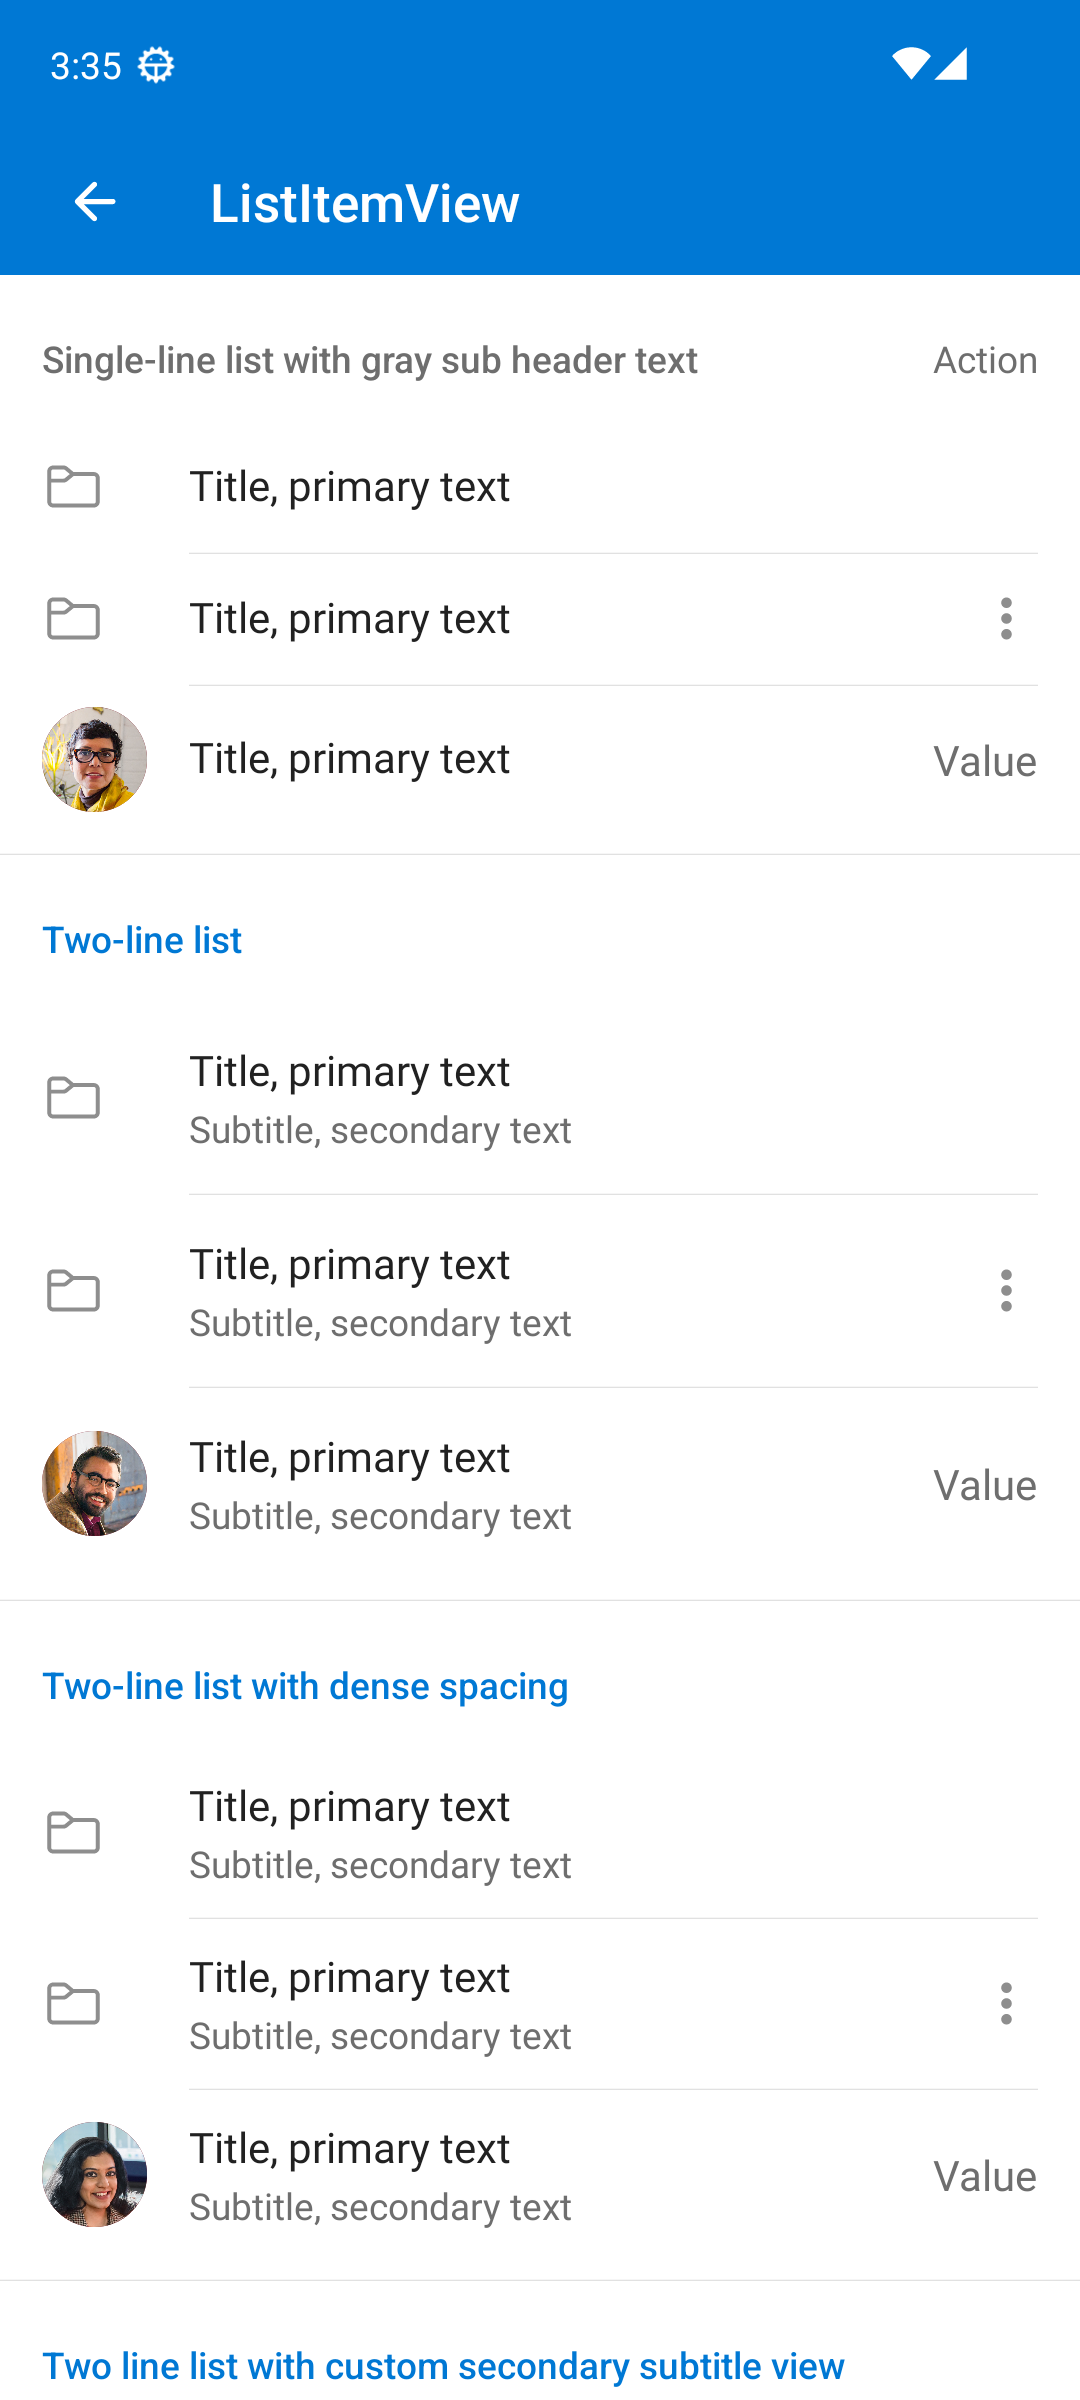 3:35
ListItemView
Single-line list with gray sub header text Action
Title, primary text
Title, primary text
Title, primary text Value
Two-line list
Title, primary text
Subtitle, secondary text
Title, primary text
Subtitle, secondary text
Title, primary text
Subtitle, secondary text
Value
Two-line list with dense spacing
Title, primary text
Subtitle, secondary text
Title, primary text
Subtitle, secondary text
Title, primary text
Subtitle, secondary text
Value
Two line list with custom secondary subtitle view